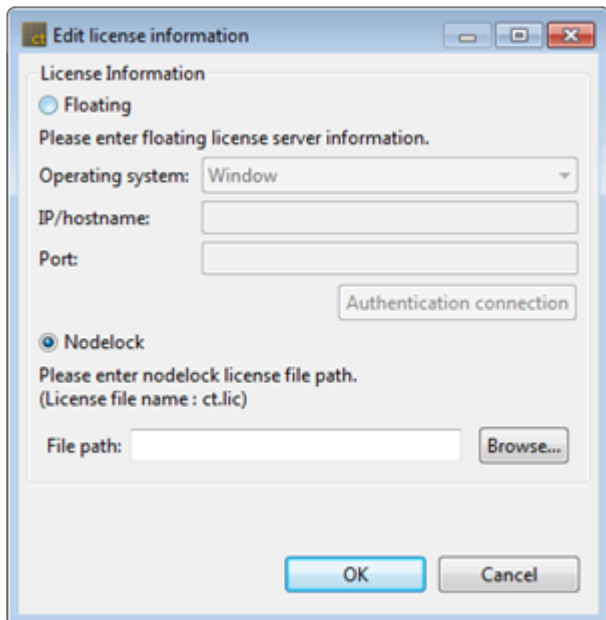 ct Edit license information
License Information
Floating
Please enter floating license server information.
Operating system: Window
IP/hostname:
Port:
Authentication connection
Nodelock
Please enter nodelock license file path.
(License file name : ct.lic)
File path: Browse...
OK Cancel